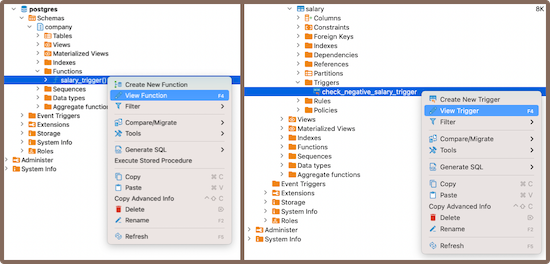 postgres
Schemas
company
Tables
Views
Materialized Views
Indexes
Functions
salary_trigger()
Sequences
Data types
Aggregate function
Event Triggers
Extensions
Storage
System Info
Roles
Administer
System Info
Create New Function
View Function F4
Filter
Compare/Migrate
Tools
Generate SQL
Execute Stored Procedure
Copy ⌘ C
Paste ⌘ V
Copy Advanced Info
Delete
Rename F2
Refresh F5
salary 8K
Columns
Constraints
Foreign Keys
Indexes
Dependencies
References
Partitions
Triggers
check_negative_salary_trigger
Rules
Policies
Views
Materialized Views
Indexes
Functions
Sequences
Data types
Aggregate functions
Event Triggers
Extensions
Storage
System Info
Roles
Administer
System Info
Create New Trigger
View Trigger F4
Filter
Compare/Migrate
Tools
Generate SQL
Copy ⌘ C
Paste ⌘ V
Copy Advanced Info
Delete
Rename F2
Refresh F5